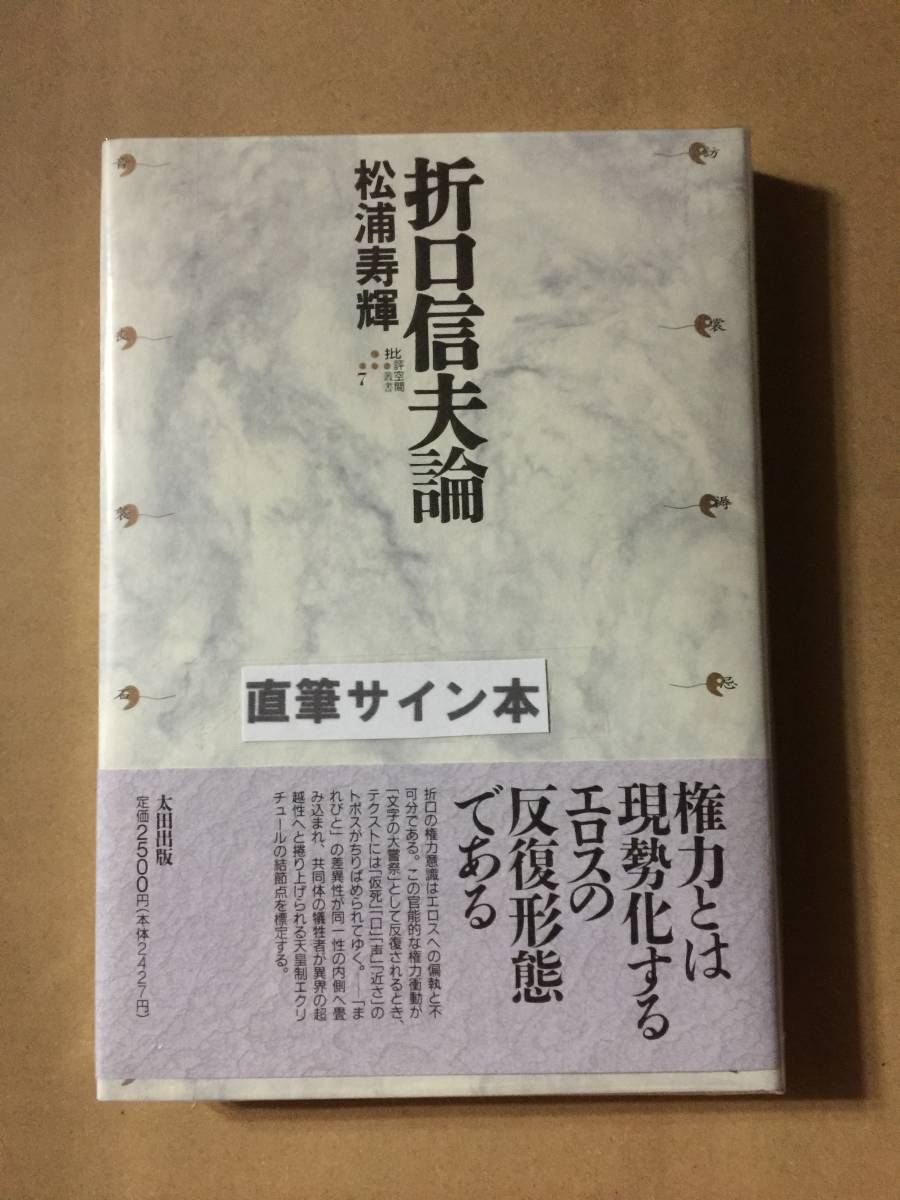 折口信夫論
松浦寿輝
批評空間
叢書
7
紡
裳
褥
忌
石
直筆サイン本
権力とは
現勢化する
エロスの
反復形態
である
折口の権力意識はエロスへの偏執と不
可分である。この官能的な権力衝動が
「文字の大嘗祭」として反復されるとき、
テクストには「仮死」「口」「声」「近さ」の
トポスがちりばめられてゆく。――「ま
れびと」の差異性が同一性の内側へ畳
み込まれ、共同体の犠牲者が異界の超
越性へと捲り上げられる天皇制エクリ
チュールの結節点を標定する。
太田出版
定価2500円(本体2427円)